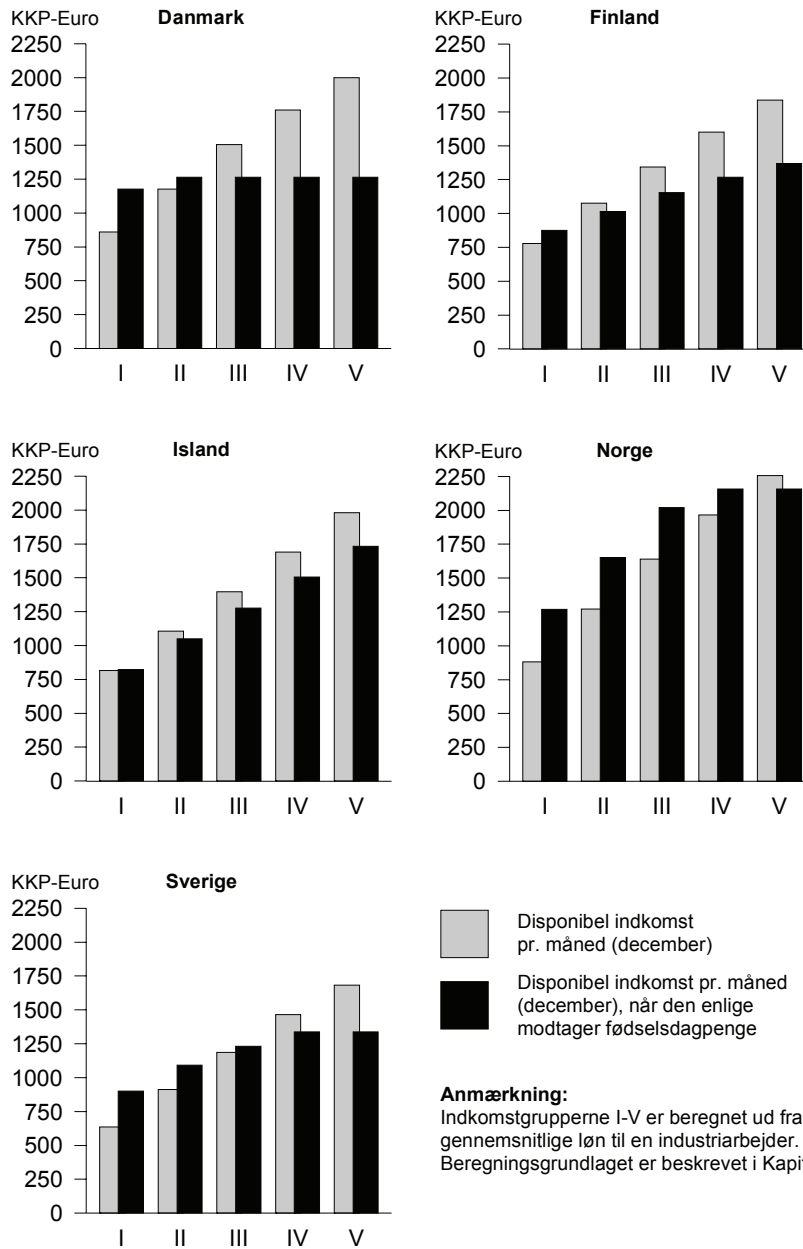 KKP-Euro Danmark
2250
2000
1750
1500
1250
1000
750
500
250
0
I II III IV V
KKP-Euro Finland
2250
2000
1750
1500
1250
1000
750
500
250
0
I II III IV V
KKP-Euro Island
2250
2000
1750
1500
1250
1000
750
500
250
0
I II III IV V
KKP-Euro Norge
2250
2000
1750
1500
1250
1000
750
500
250
0
I II III IV V
KKP-Euro Sverige
2250
2000
1750
1500
1250
1000
750
500
250
0
I II III IV V
Disponibel indkomst
pr. måned (december)
Disponibel indkomst pr. måned
(december), når den enlige
modtager fødselsdagpenge
Anmærkning:
Indkomstgrupperne I-V er beregnet ud fra
gennemsnitlige løn til en industriarbejder.
Beregningsgrundlaget er beskrevet i